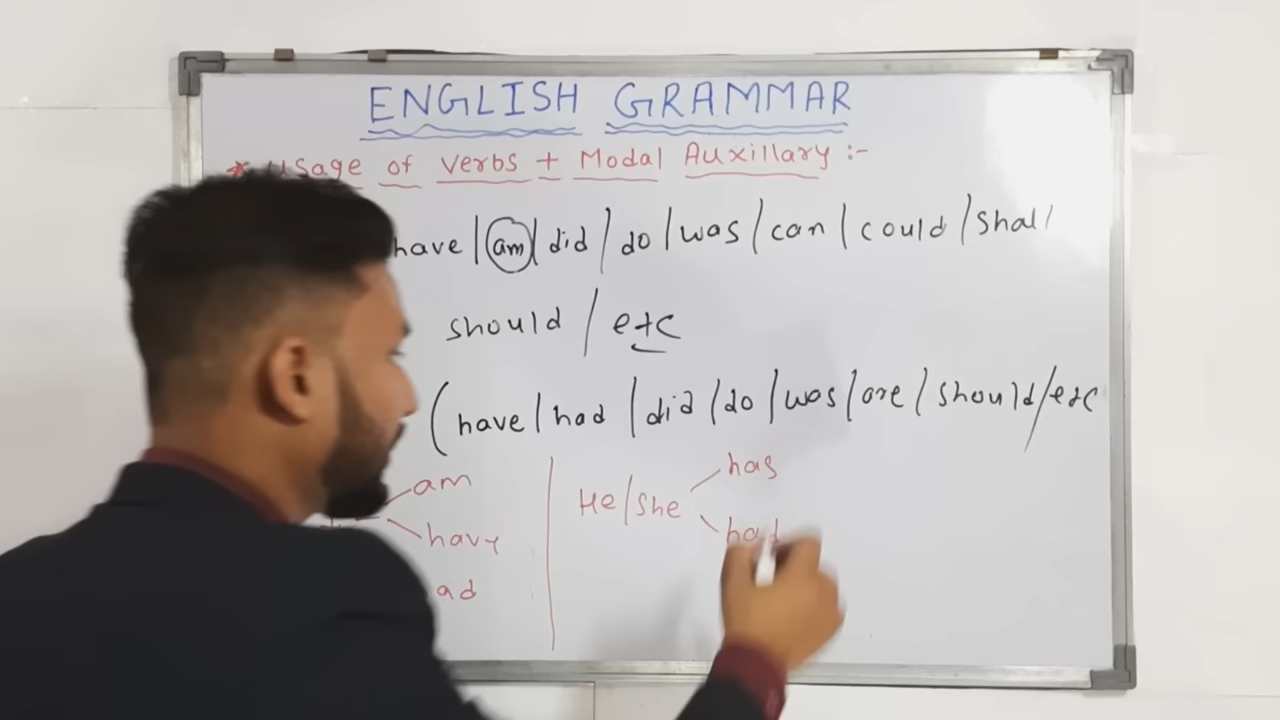 ENGLISH GRAMMAR
* Usage of Verbs + Modal Auxillary :-
have / am / did / do / was / can / could / shall
should / etc
( have / had / did / do / was / are / should / etc
am
have
ad
He/She
has
had